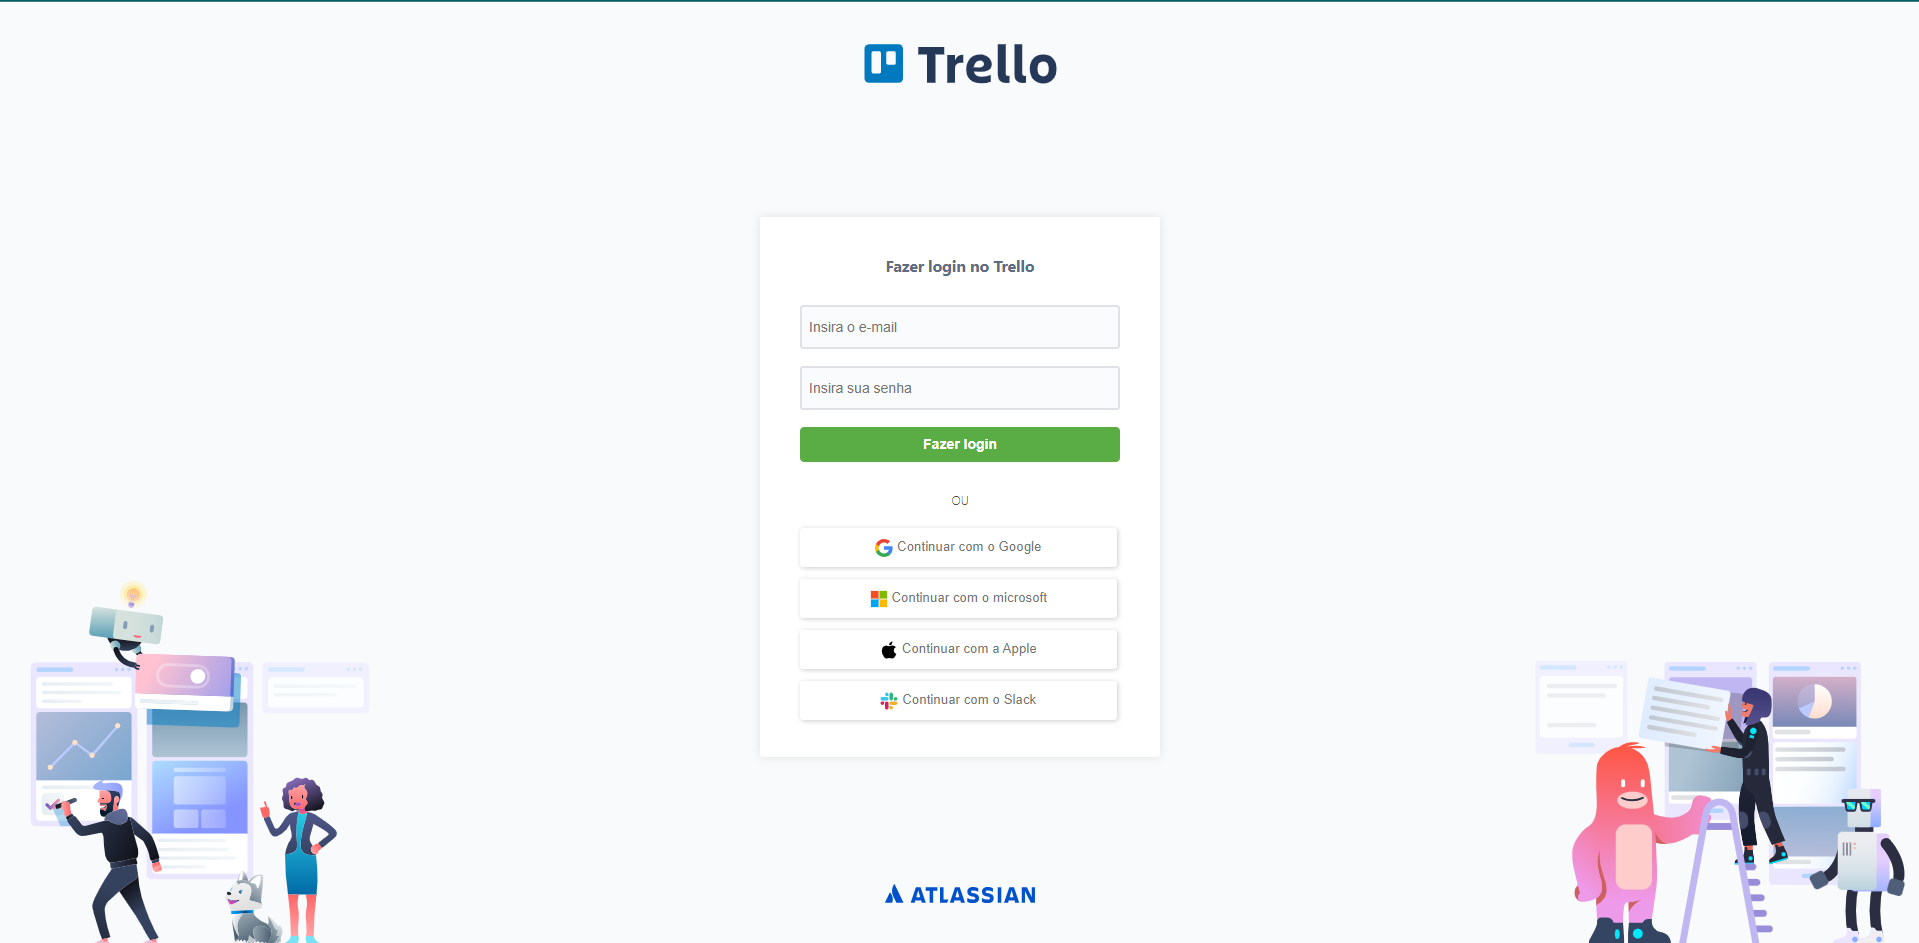 Trello
Fazer login no Trello
Insira o e-mail
Insira sua senha
Fazer login
OU
Continuar com o Google
Continuar com o microsoft
Continuar com a Apple
Continuar com o Slack
ATLASSIAN